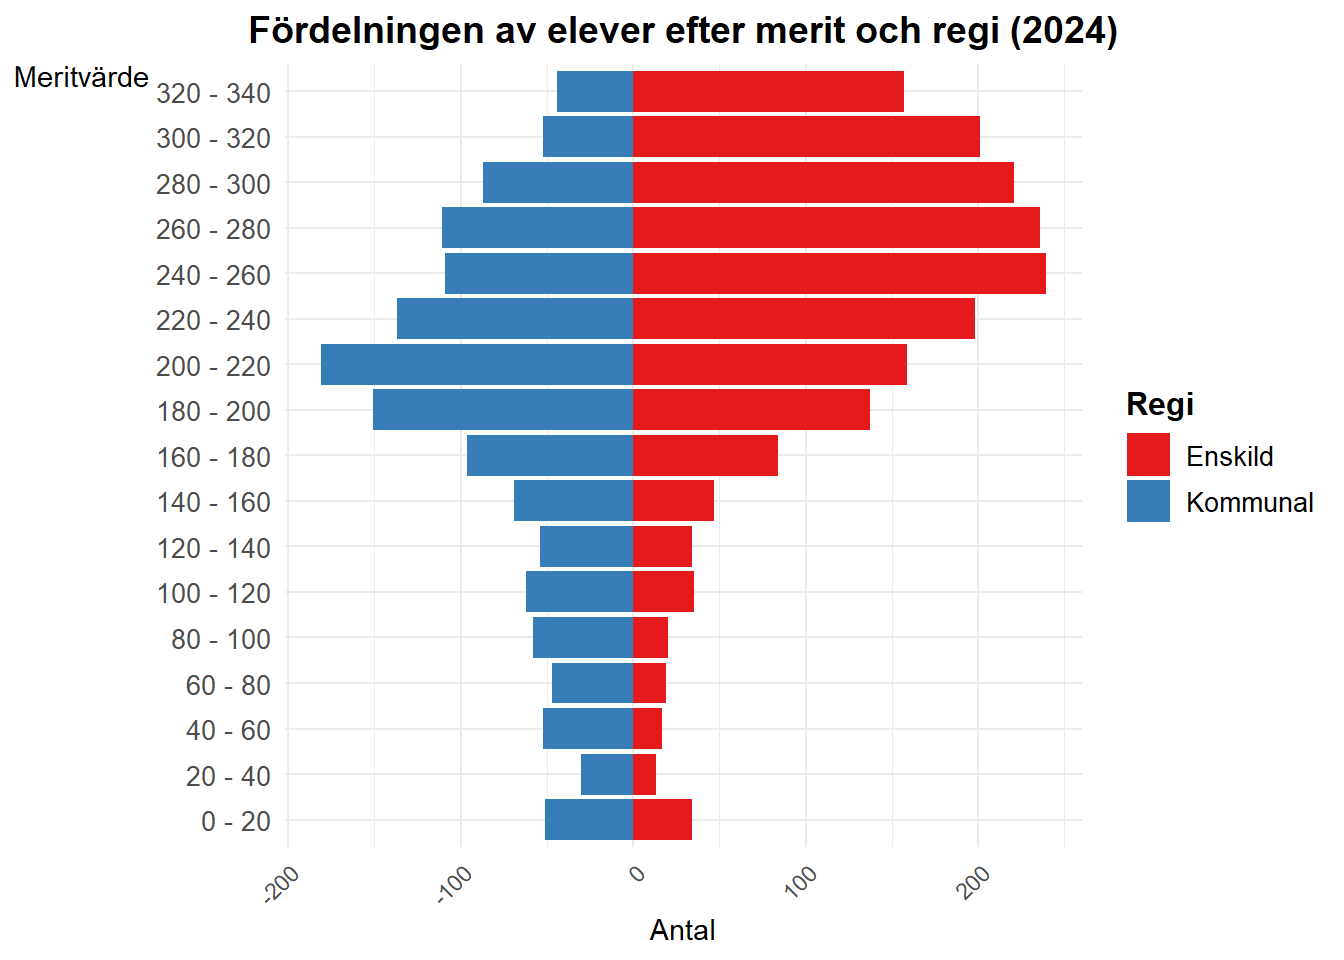 Fördelningen av elever efter merit och regi (2024)
Meritvärde
320 - 340
300 - 320
280 - 300
260 - 280
240 - 260
220 - 240
200 - 220
180 - 200
160 - 180
140 - 160
120 - 140
100 - 120
80 - 100
60 - 80
40 - 60
20 - 40
0 - 20
-200
-100
0
100
200
Antal
Regi
Enskild
Kommunal